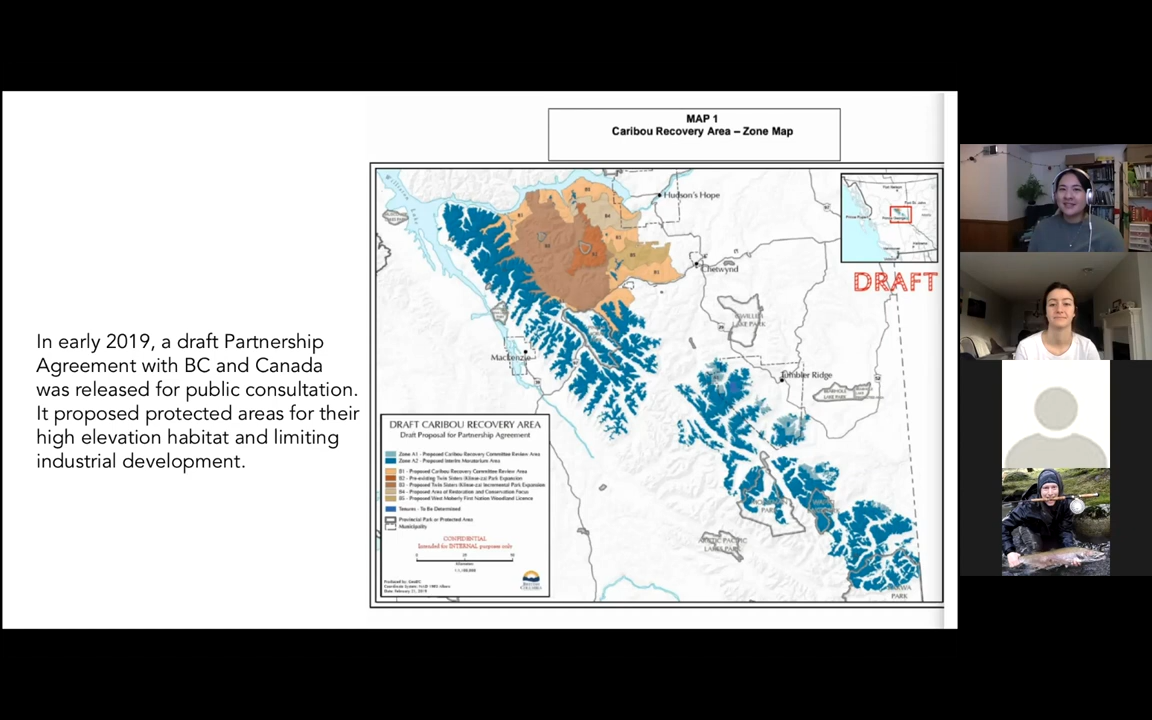 In early 2019, a draft Partnership
Agreement with BC and Canada
was released for public consultation.
It proposed protected areas for their
high elevation habitat and limiting
industrial development.
MAP 1
Caribou Recovery Area – Zone Map
Hudson's Hope
Chetwynd
DRAFT
Mackenzie
Tumbler Ridge
DRAFT CARIBOU RECOVERY AREA
Draft Proposal for Partnership Agreement
Zone A1 - Proposed Caribou Recovery Committee Review Area
Zone A2 - Proposed Interim Moratorium Area
B1 - Proposed Caribou Recovery Committee Review Area
B2 - Pre-existing Twin Sisters (Klinse-za) Park Expansion
B3 - Proposed Twin Sisters (Klinse-za) Incremental Park Expansion
B4 - Proposed Area of Restoration and Conservation Focus
B5 - Proposed West Moberly First Nation Woodland Licence
Tenures - To Be Determined
Provincial Park or Protected Area
Municipality
CONFIDENTIAL
Intended for INTERNAL purposes only
Kilometers
Date: February 21, 2019